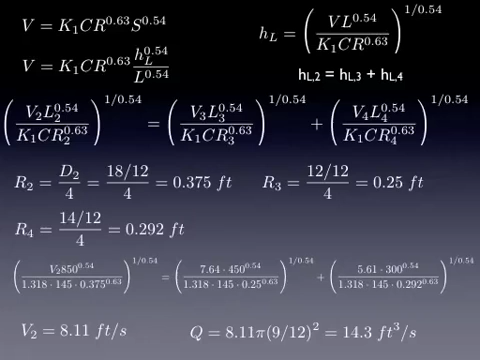 V = K₁CR^0.63 S^0.54
h_L = (VL^0.54 / K₁CR^0.63)^1/0.54
V = K₁CR^0.63 h_L^0.54 / L^0.54
hL,2 = hL,3 + hL,4
(V₂L₂^0.54 / K₁CR₂^0.63)^1/0.54 = (V₃L₃^0.54 / K₁CR₃^0.63)^1/0.54 + (V₄L₄^0.54 / K₁CR₄^0.63)^1/0.54
R₂ = D₂/4 = 18/12 / 4 = 0.375 ft R₃ = 12/12 / 4 = 0.25 ft
R₄ = 14/12 / 4 = 0.292 ft
(V₂850^0.54 / 1.318 · 145 · 0.375^0.63)^1/0.54 = (7.64 · 450^0.54 / 1.318 · 145 · 0.25^0.63)^1/0.54 + (5.61 · 300^0.54 / 1.318 · 145 · 0.292^0.63)^1/0.54
V₂ = 8.11 ft/s Q = 8.11π(9/12)² = 14.3 ft³/s